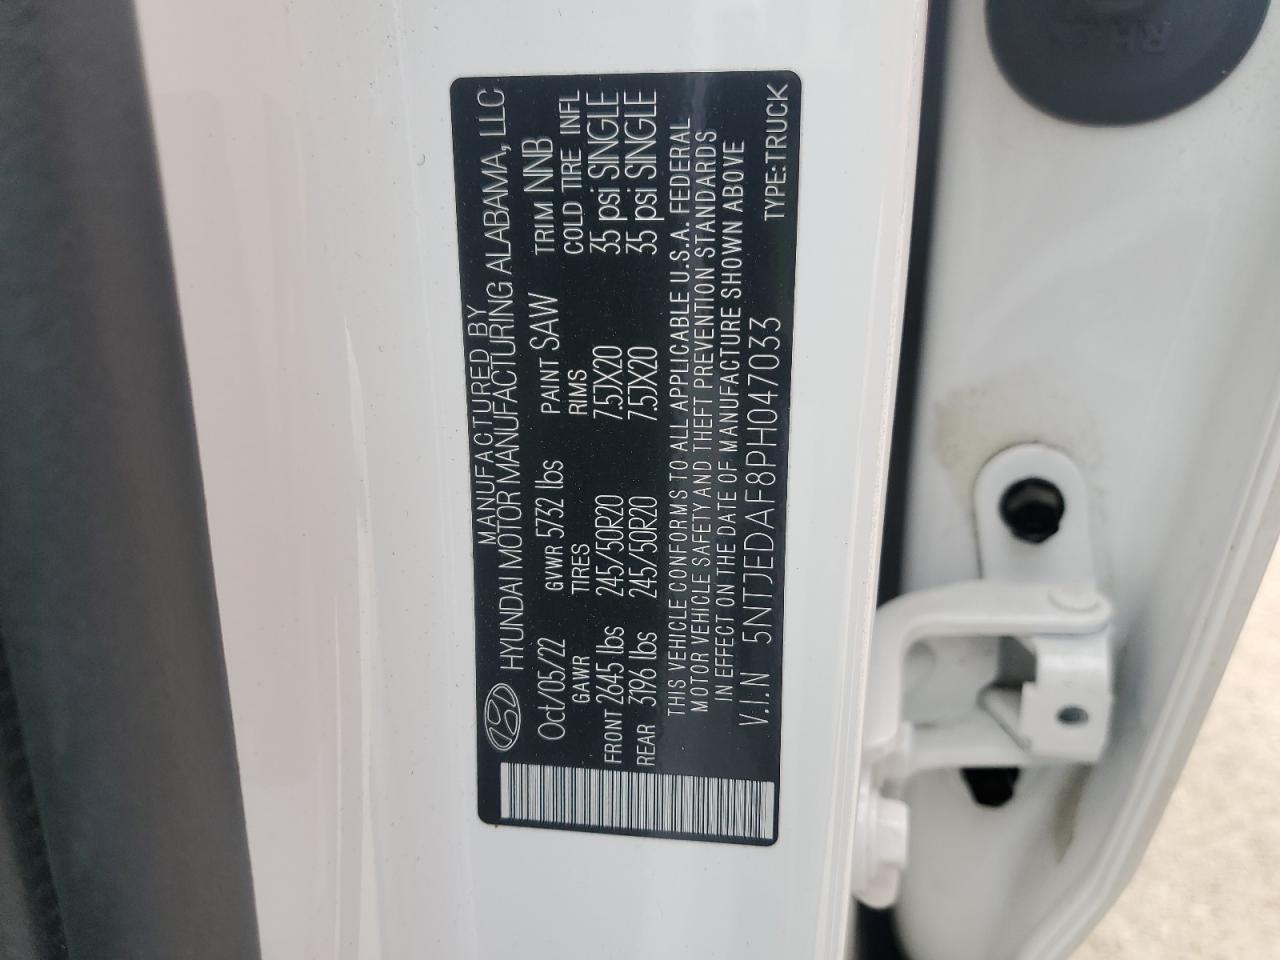 MANUFACTURED BY
HYUNDAI MOTOR MANUFACTURING ALABAMA, LLC
Oct/05/22 GVWR 5732 lbs PAINT SAW TRIM NNB
GAWR TIRES RIMS COLD TIRE INFL
FRONT 2645 lbs 245/50R20 7.5JX20 35 psi SINGLE
REAR 3196 lbs 245/50R20 7.5JX20 35 psi SINGLE
THIS VEHICLE CONFORMS TO ALL APPLICABLE U.S.A. FEDERAL
MOTOR VEHICLE SAFETY AND THEFT PREVENTION STANDARDS
IN EFFECT ON THE DATE OF MANUFACTURE SHOWN ABOVE
V.I.N 5NTJEDAF8PH047033 TYPE:TRUCK
RH